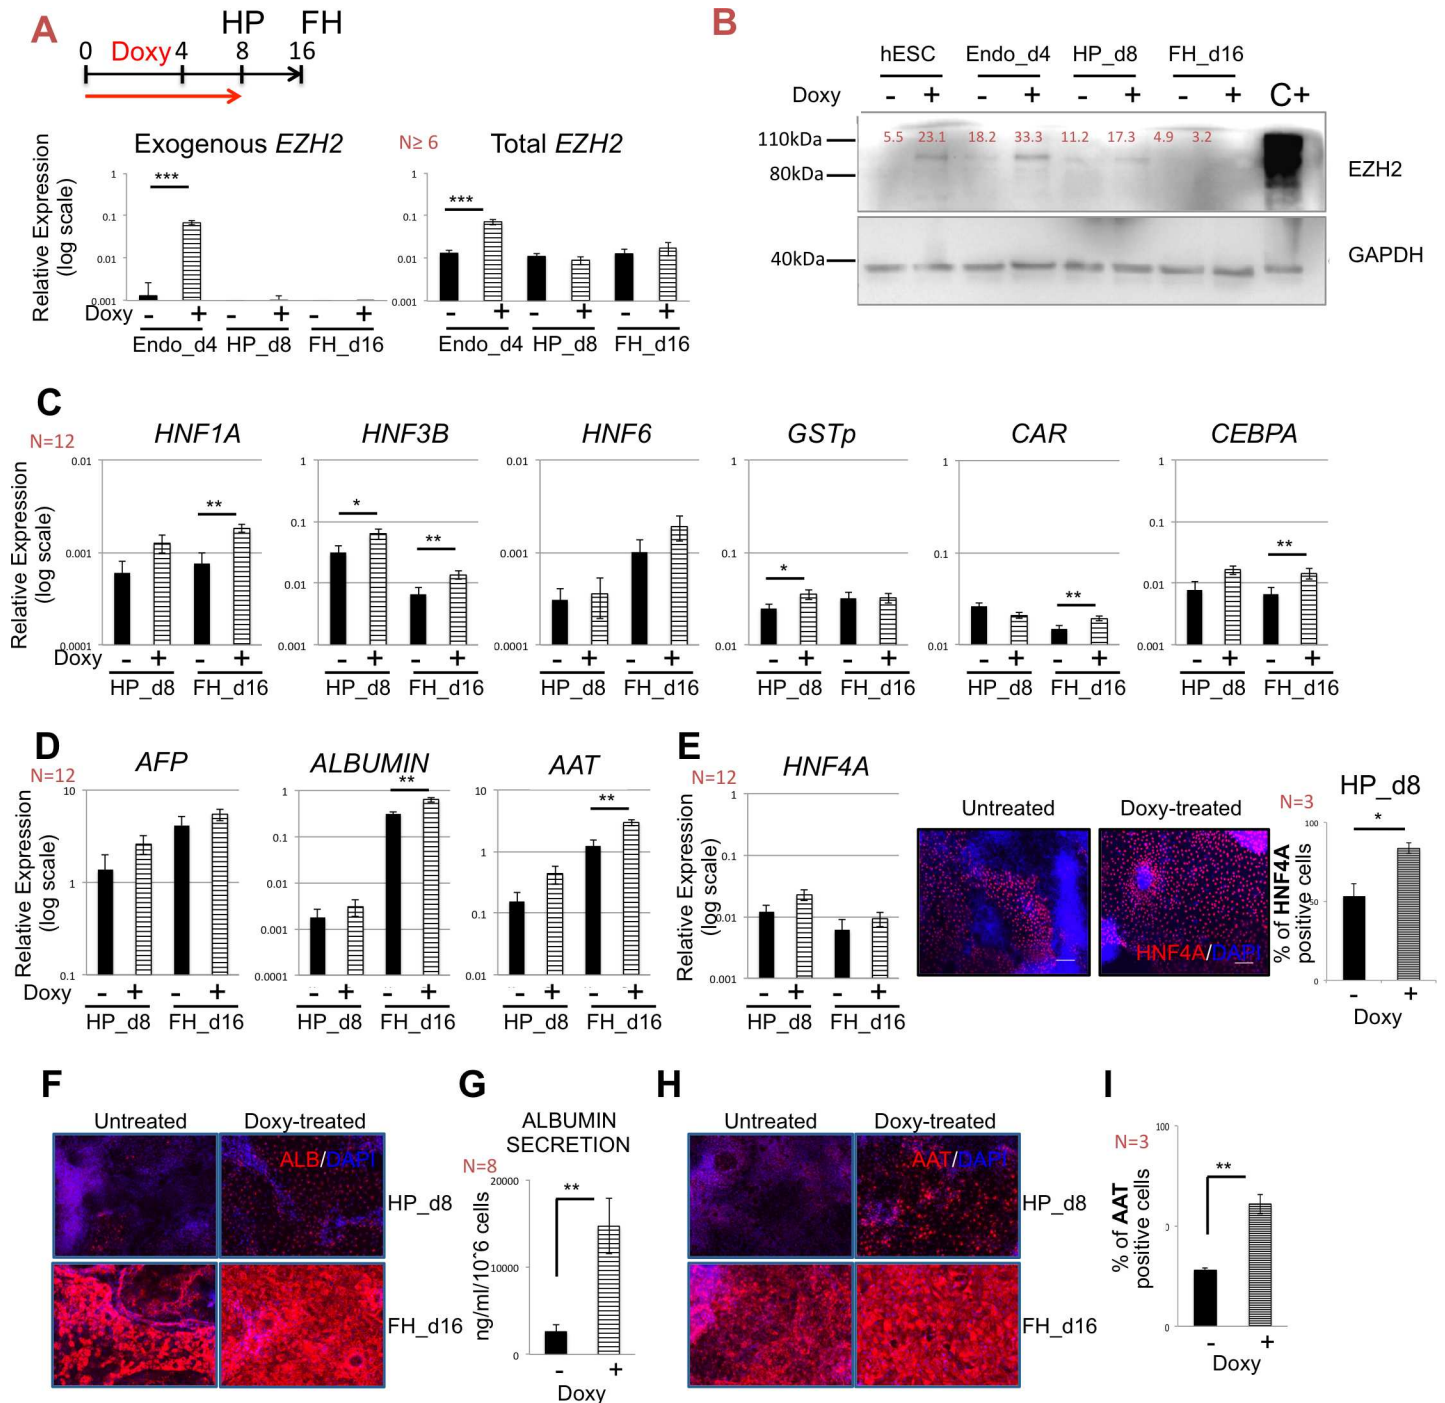 A
HP FH
0 Doxy 4 8 16
Exogenous EZH2
N≥ 6
Total EZH2
Relative Expression
(log scale)
1
0.1
0.01
0.001
***
Doxy - + - + - +
Endo_d4 HP_d8 FH_d16
1
0.1
0.01
0.001
***
- + - + - +
Endo_d4 HP_d8 FH_d16
B
hESC Endo_d4 HP_d8 FH_d16
Doxy - + - + - + - + C+
110kDa 5.5 23.1 18.2 33.3 11.2 17.3 4.9 3.2
80kDa
EZH2
40kDa
GAPDH
C
N=12
HNF1A HNF3B HNF6 GSTp CAR CEBPA
Relative Expression
(log scale)
0.01
0.001
0.0001
**
Doxy - + - +
HP_d8 FH_d16
1
0.1
0.01
0.001
*
**
- + - +
HP_d8 FH_d16
0.01
0.001
0.0001
- + - +
HP_d8 FH_d16
1
0.1
0.01
*
- + - +
HP_d8 FH_d16
1
0.1
0.01
**
- + - +
HP_d8 FH_d16
1
0.1
0.01
0.001
**
- + - +
HP_d8 FH_d16
D
N=12
AFP ALBUMIN AAT
Relative Expression
(log scale)
10
1
0.1
Doxy - + - +
HP_d8 FH_d16
1
0.1
0.01
0.001
0.0001
**
- + - +
HP_d8 FH_d16
10
1
0.1
0.01
**
- + - +
HP_d8 FH_d16
E
N=12
HNF4A
Relative Expression
(log scale)
1
0.1
0.01
0.001
- + - +
HP_d8 FH_d16
Untreated Doxy-treated
HNF4A/DAPI
HP_d8
N=3
% of HNF4A
positive cells
100
50
0
*
- +
Doxy
F
Untreated Doxy-treated
ALB/DAPI
HP_d8
FH_d16
G
ALBUMIN
SECRETION
N=8
ng/ml/10^6 cells
20000
10000
0
**
- +
Doxy
H
Untreated Doxy-treated
AAT/DAPI
HP_d8
FH_d16
I
N=3
% of AAT
positive cells
100
0
0
**
- +
Doxy